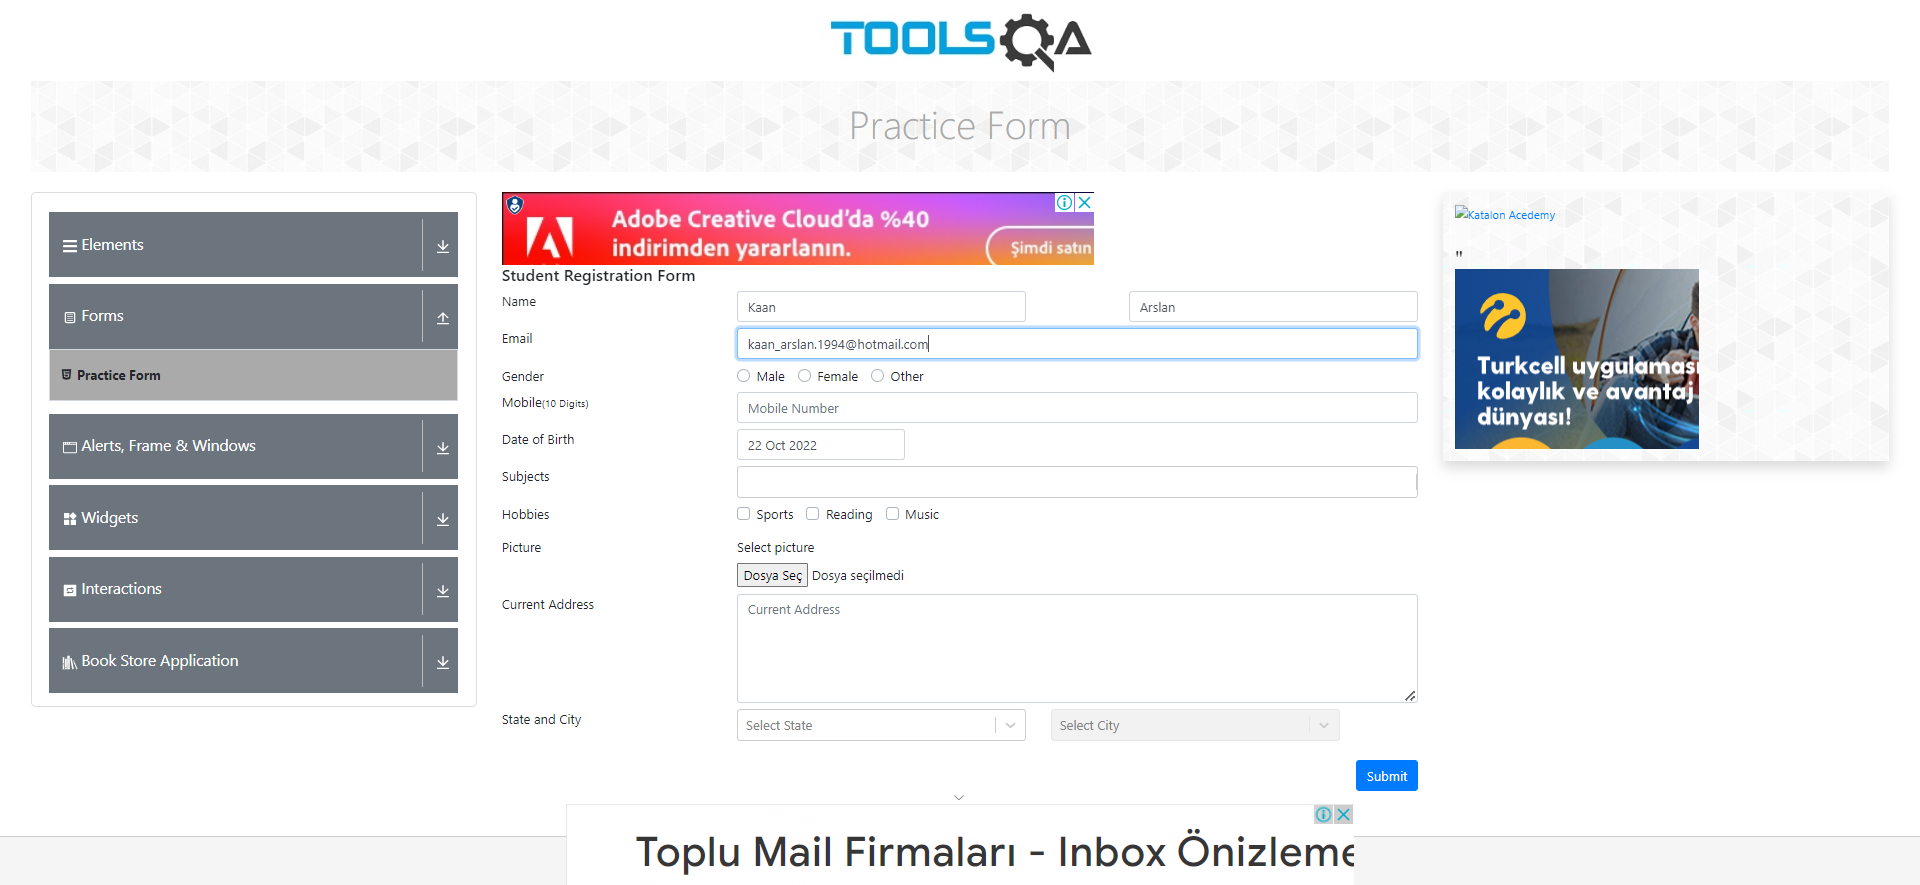 TOOLSQA
Practice Form
Elements
Forms
Practice Form
Alerts, Frame & Windows
Widgets
Interactions
Book Store Application
Adobe Creative Cloud’da %40
indirimden yararlanın.
Şimdi satın
Student Registration Form
Name
Kaan
Arslan
Email
kaan_arslan.1994@hotmail.com
Gender
Male
Female
Other
Mobile(10 Digits)
Mobile Number
Date of Birth
22 Oct 2022
Subjects
Hobbies
Sports
Reading
Music
Picture
Select picture
Dosya Seç Dosya seçilmedi
Current Address
Current Address
State and City
Select State
Select City
Submit
Katalon Acedemy
"
Turkcell uygulaması
kolaylık ve avantaj
dünyası!
Toplu Mail Firmaları - Inbox Önizleme